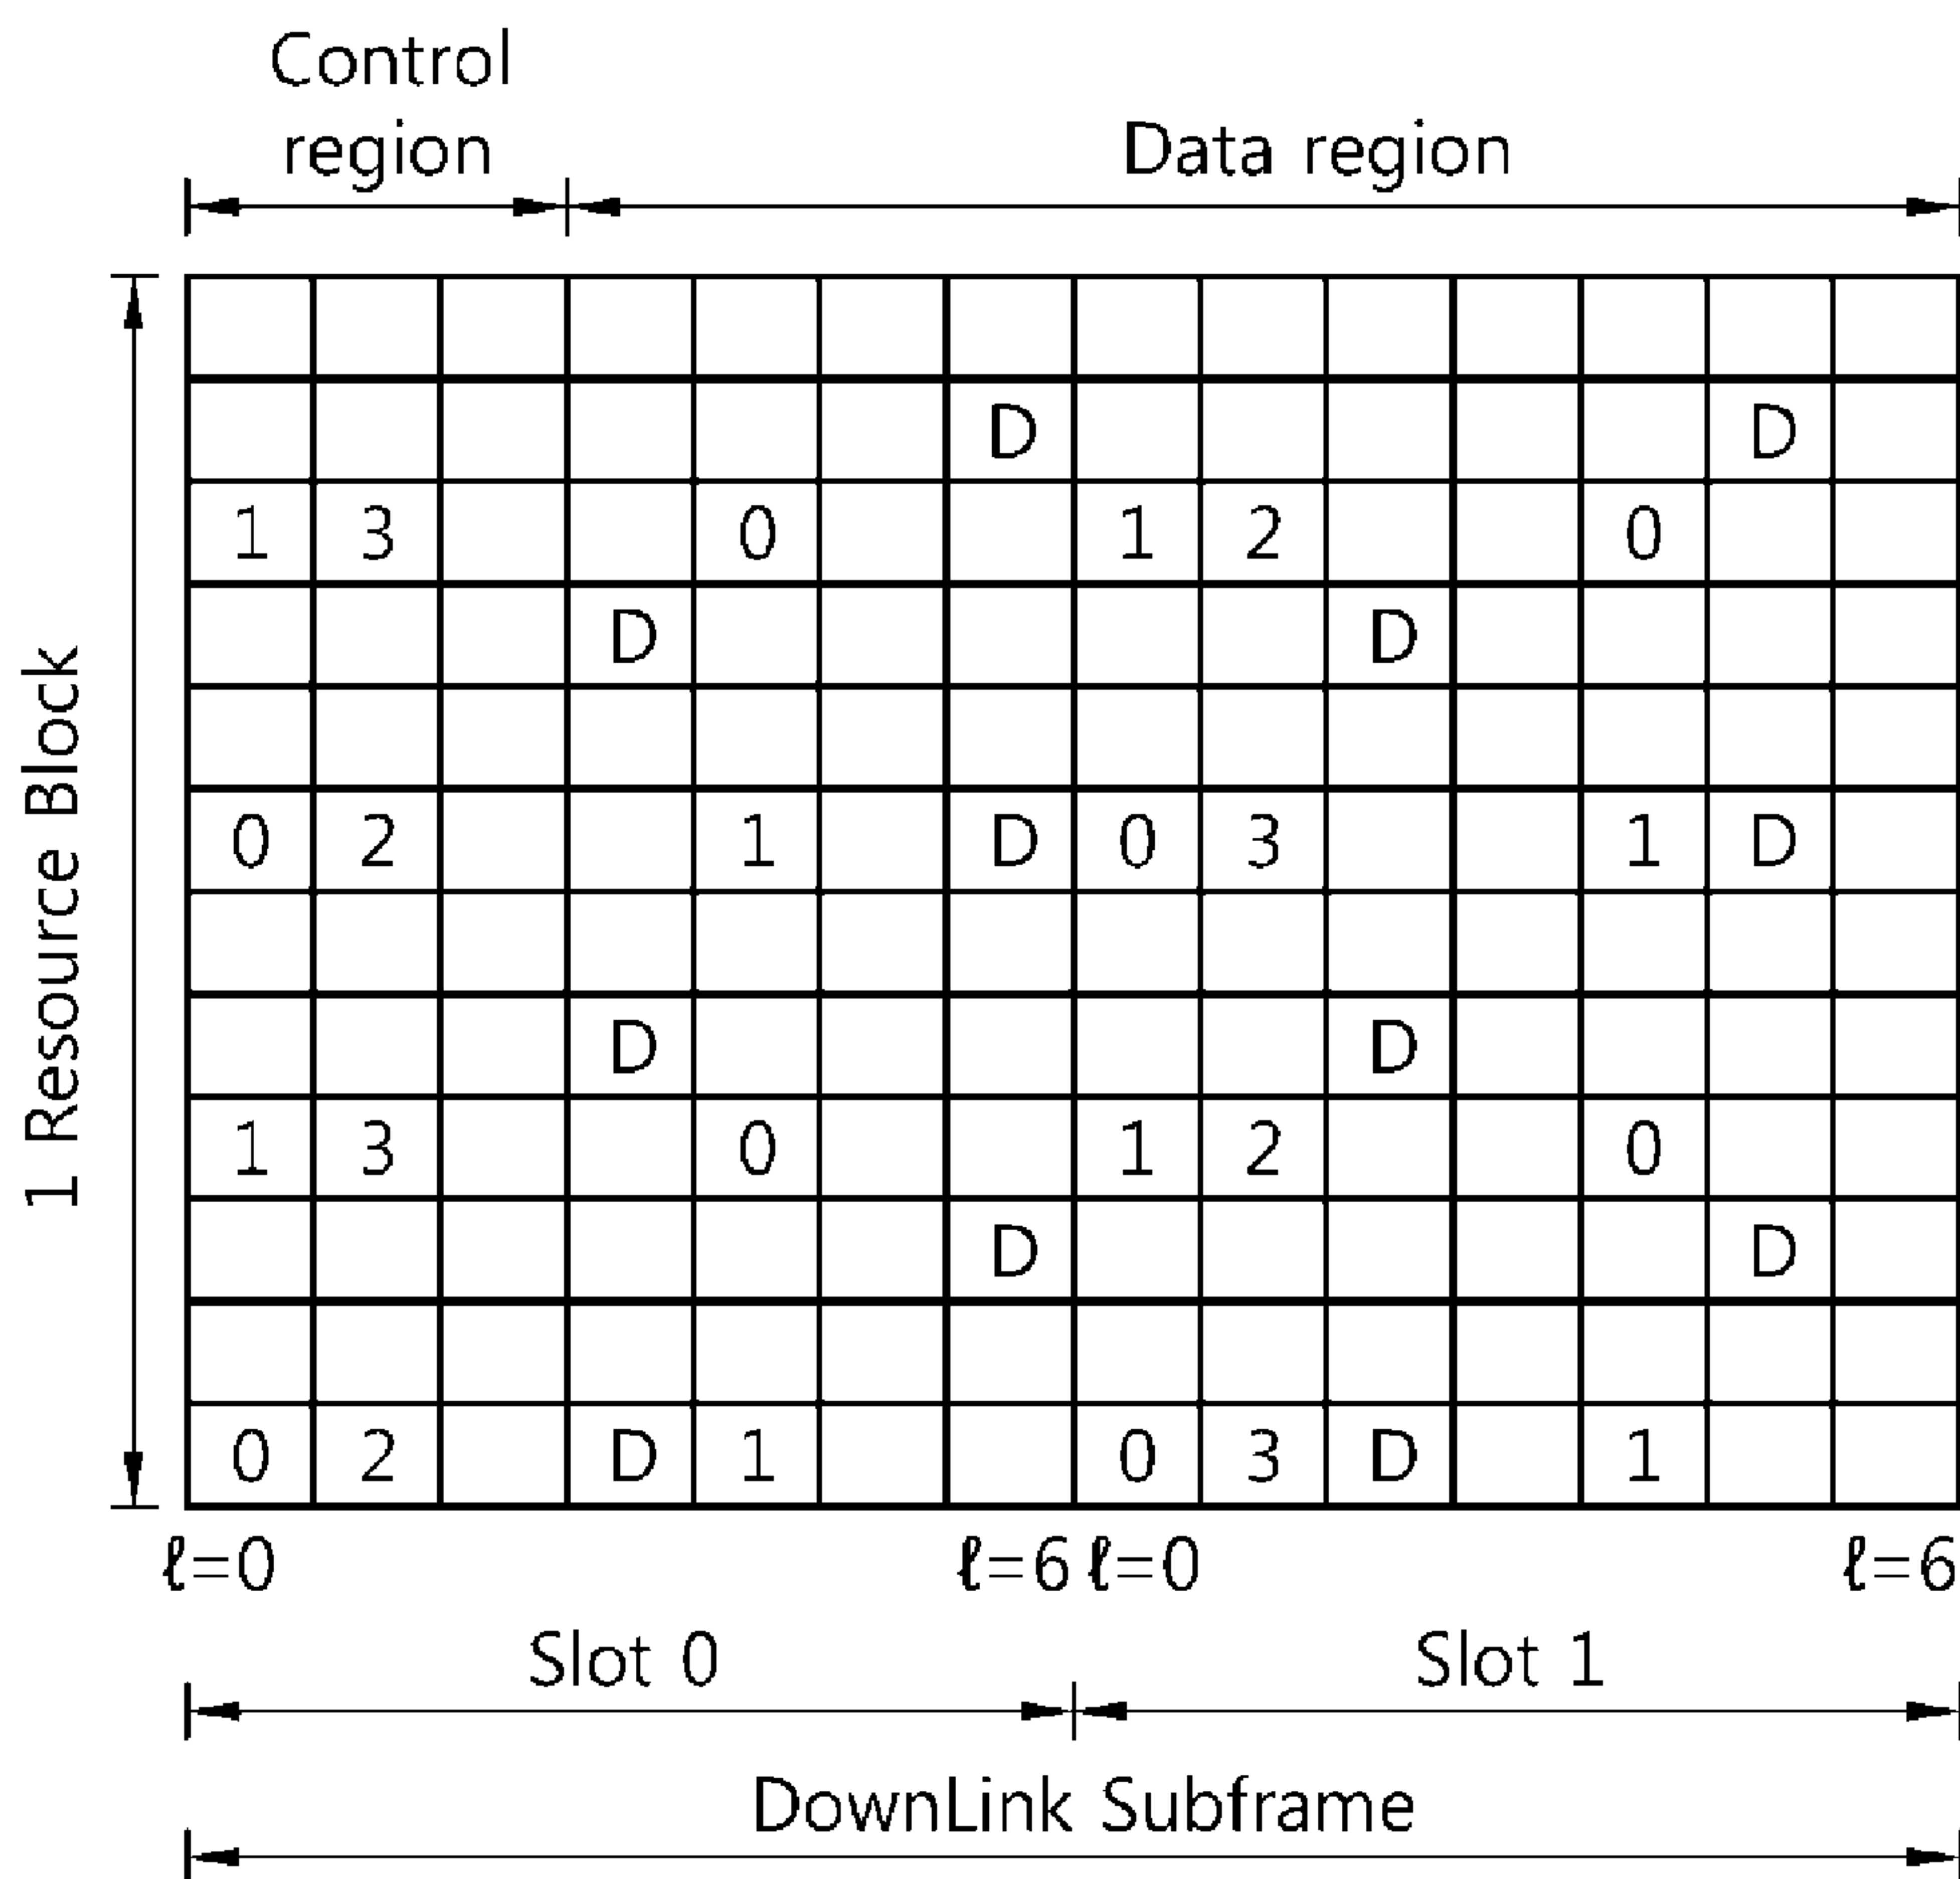 Control
region
Data region
1 Resource Block
D D
1 3 0 1 2 0
D D
0 2 1 D 0 3 1 D
D D
1 3 0 1 2 0
D D
0 2 D 1 0 3 D 1
ℓ=0 ℓ=6 ℓ=0 ℓ=6
Slot 0 Slot 1
DownLink Subframe